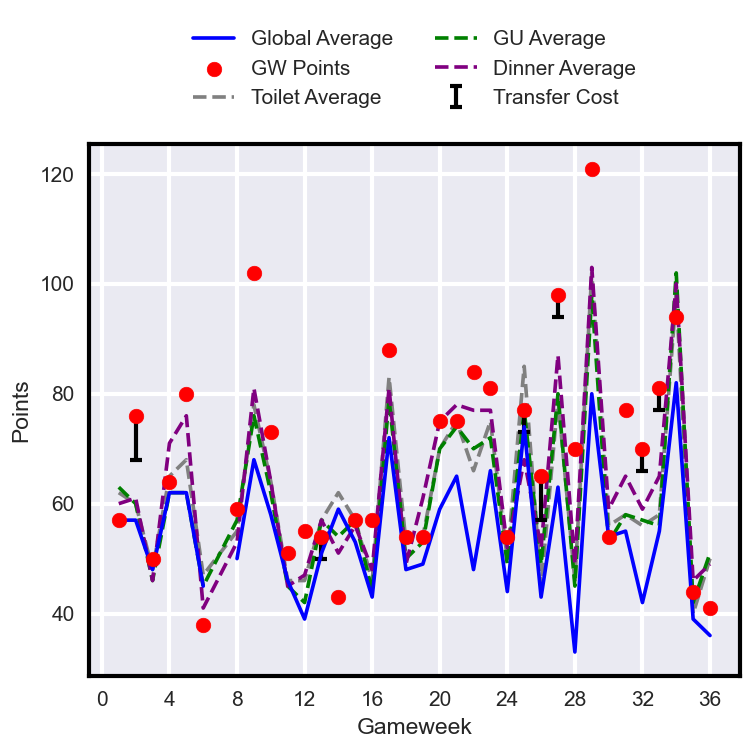 Global Average
GW Points
Toilet Average
GU Average
Dinner Average
Transfer Cost
Points
120
100
80
60
40
0 4 8 12 16 20 24 28 32 36
Gameweek